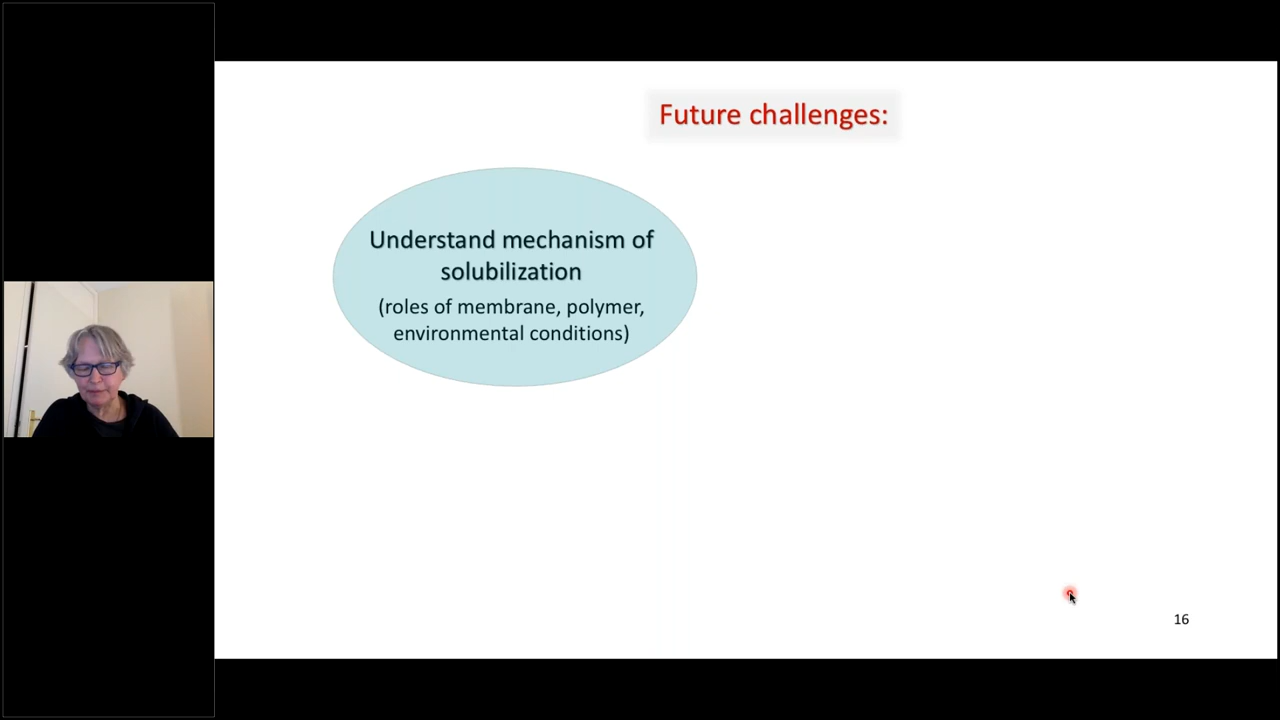 Future challenges:
Understand mechanism of
solubilization
(roles of membrane, polymer,
environmental conditions)
16